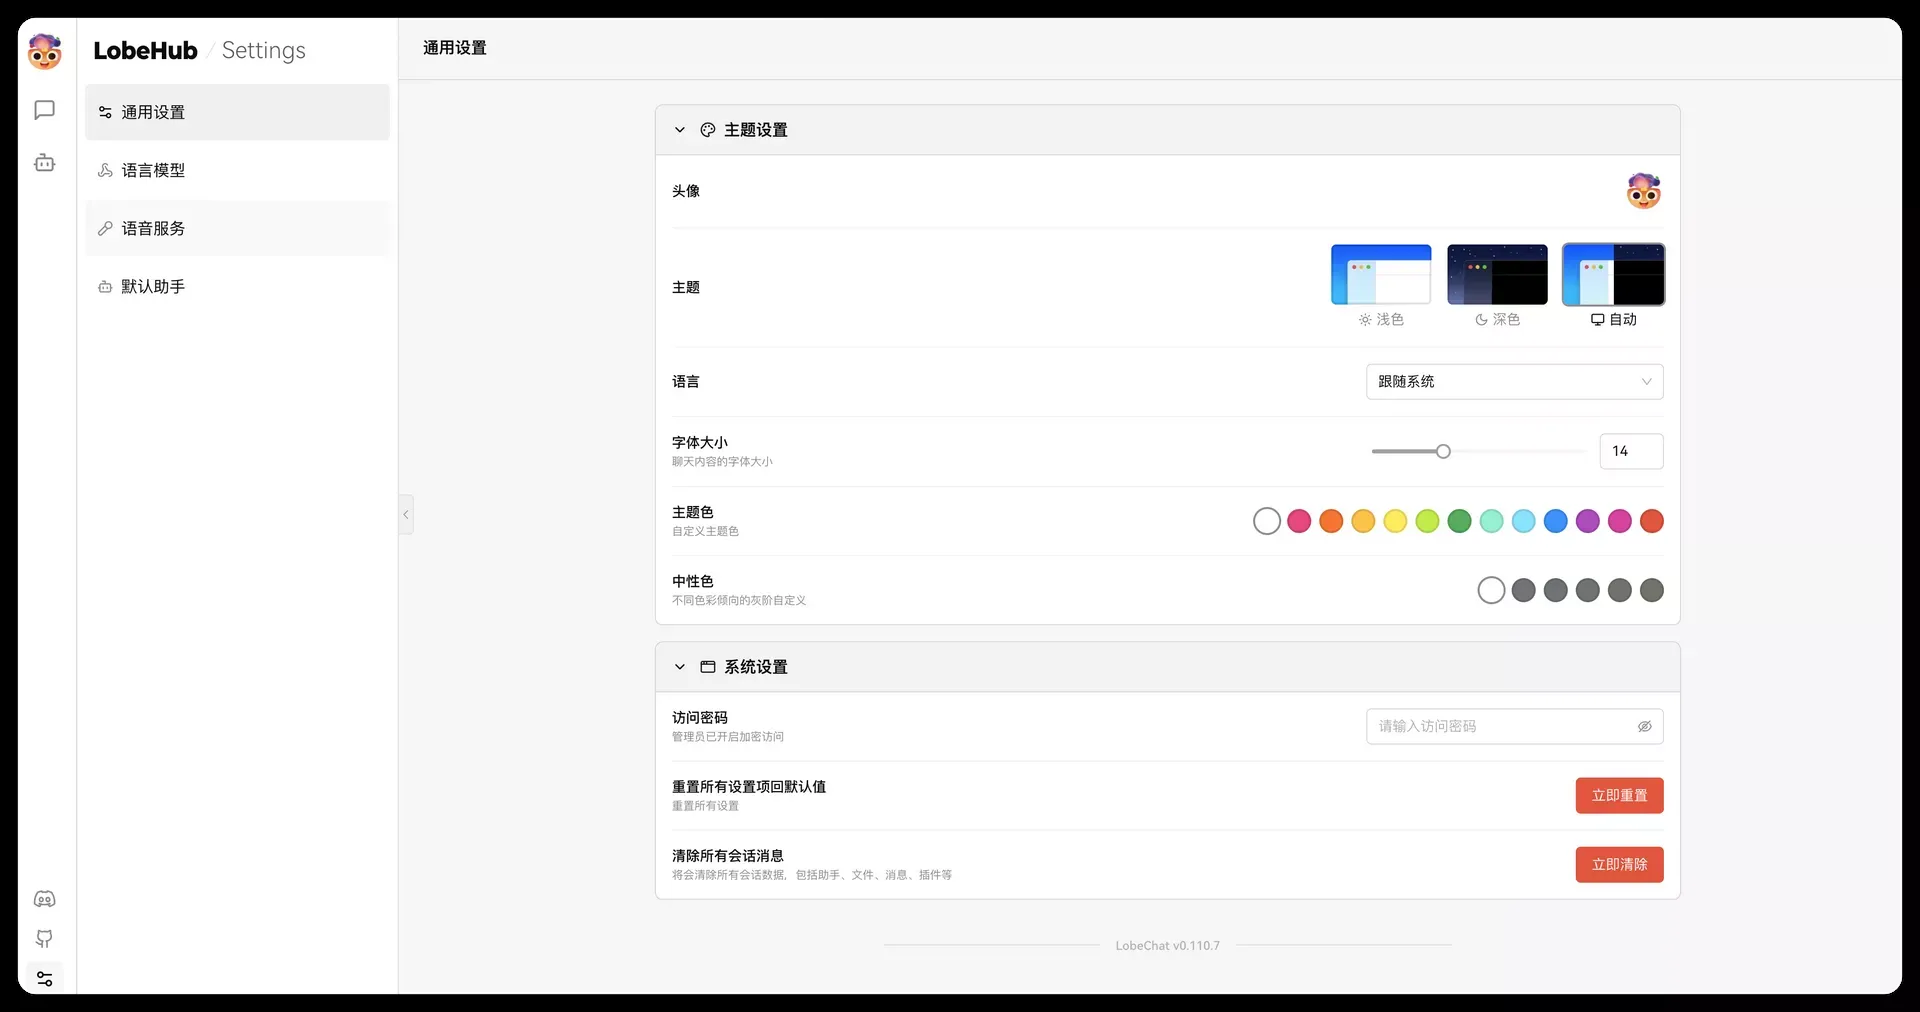 LobeHub / Settings
通用设置
语言模型
语音服务
默认助手
通用设置
主题设置
头像
主题
浅色
深色
自动
语言
跟随系统
字体大小
聊天内容的字体大小
14
主题色
自定义主题色
中性色
不同色彩倾向的灰阶自定义
系统设置
访问密码
管理员已开启加密访问
请输入访问密码
重置所有设置项回默认值
重置所有设置
立即重置
清除所有会话消息
将会清除所有会话数据，包括助手、文件、消息、插件等
立即清除
LobeChat v0.110.7